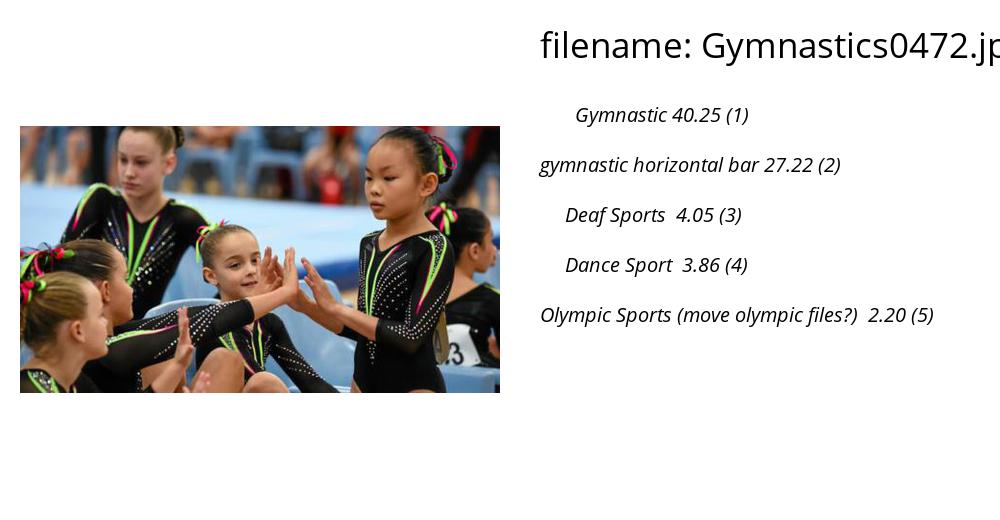 filename: Gymnastics0472.jp
Gymnastic 40.25 (1)
gymnastic horizontal bar 27.22 (2)
Deaf Sports  4.05 (3)
Dance Sport  3.86 (4)
Olympic Sports (move olympic files?)  2.20 (5)
3